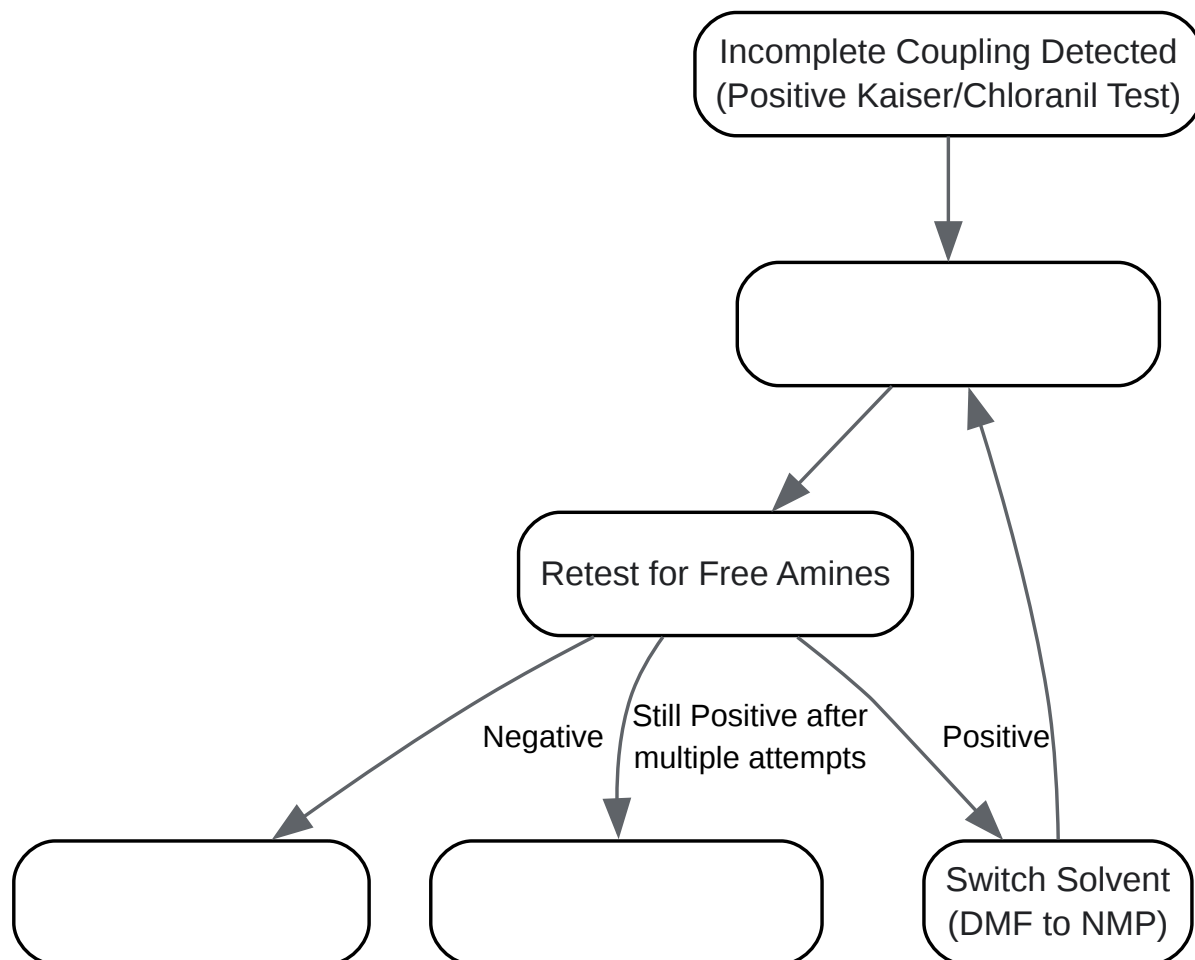 Incomplete Coupling Detected
(Positive Kaiser/Chloranil Test)
Retest for Free Amines
Negative
Still Positive after
multiple attempts
Positive
Switch Solvent
(DMF to NMP)